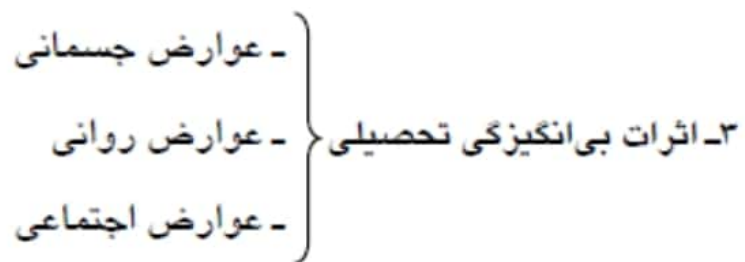 ۳ـ اثرات بی‌انگیزگی تحصیلی
ـ عوارض جسمانی
ـ عوارض روانی
ـ عوارض اجتماعی